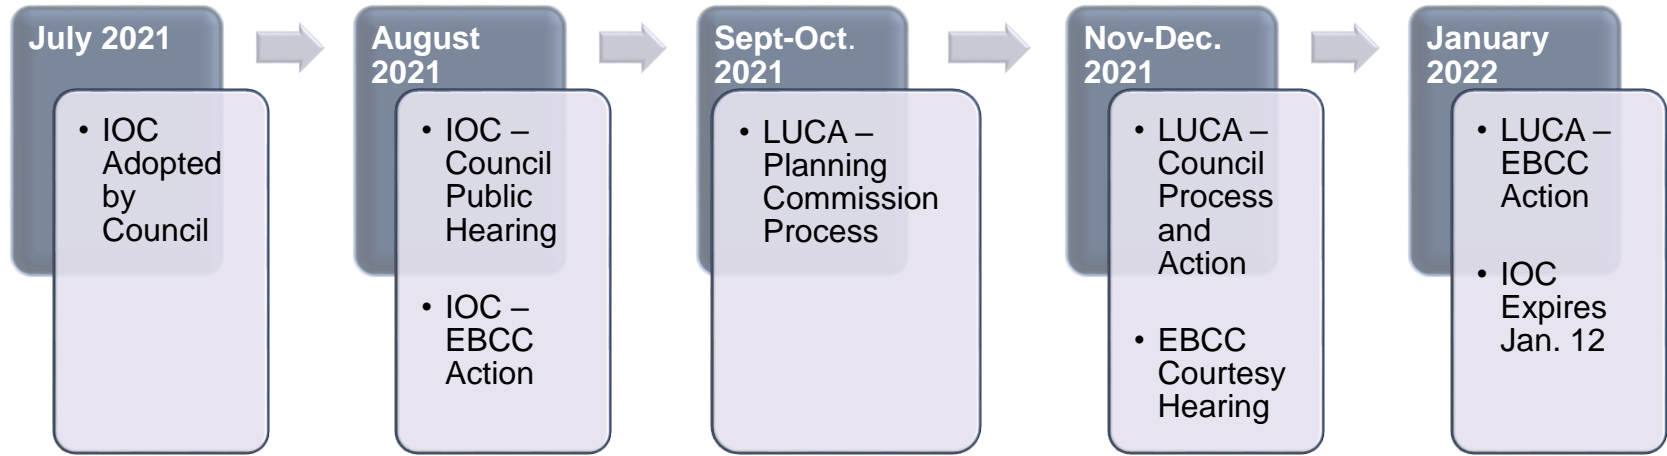 July 2021
• IOC
Adopted
by
Council
August
2021
• IOC –
Council
Public
Hearing
• IOC –
EBCC
Action
Sept-Oct.
2021
• LUCA –
Planning
Commission
Process
Nov-Dec.
2021
• LUCA –
Council
Process
and
Action
• EBCC
Courtesy
Hearing
January
2022
• LUCA –
EBCC
Action
• IOC
Expires
Jan. 12